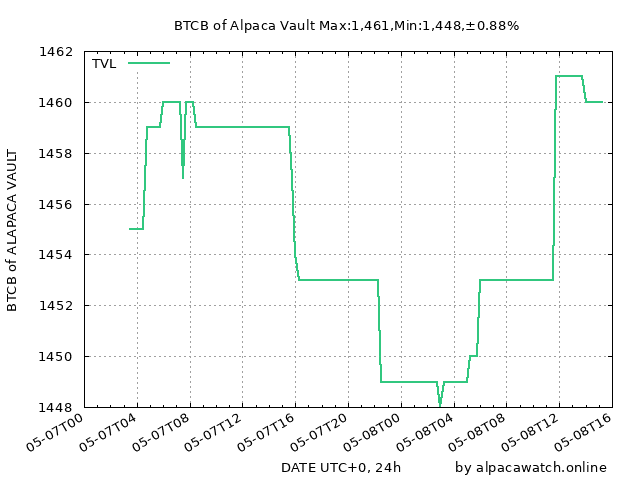 BTCB of Alpaca Vault Max:1,461,Min:1,448,±0.88%
1462
TVL
1460
1458
1456
1454
1452
1450
1448
BTCB of ALAPACA VAULT
05-07T00
05-07T04
05-07T08
05-07T12
05-07T16
05-07T20
05-08T00
05-08T04
05-08T08
05-08T12
05-08T16
DATE UTC+0, 24h
by alpacawatch.online